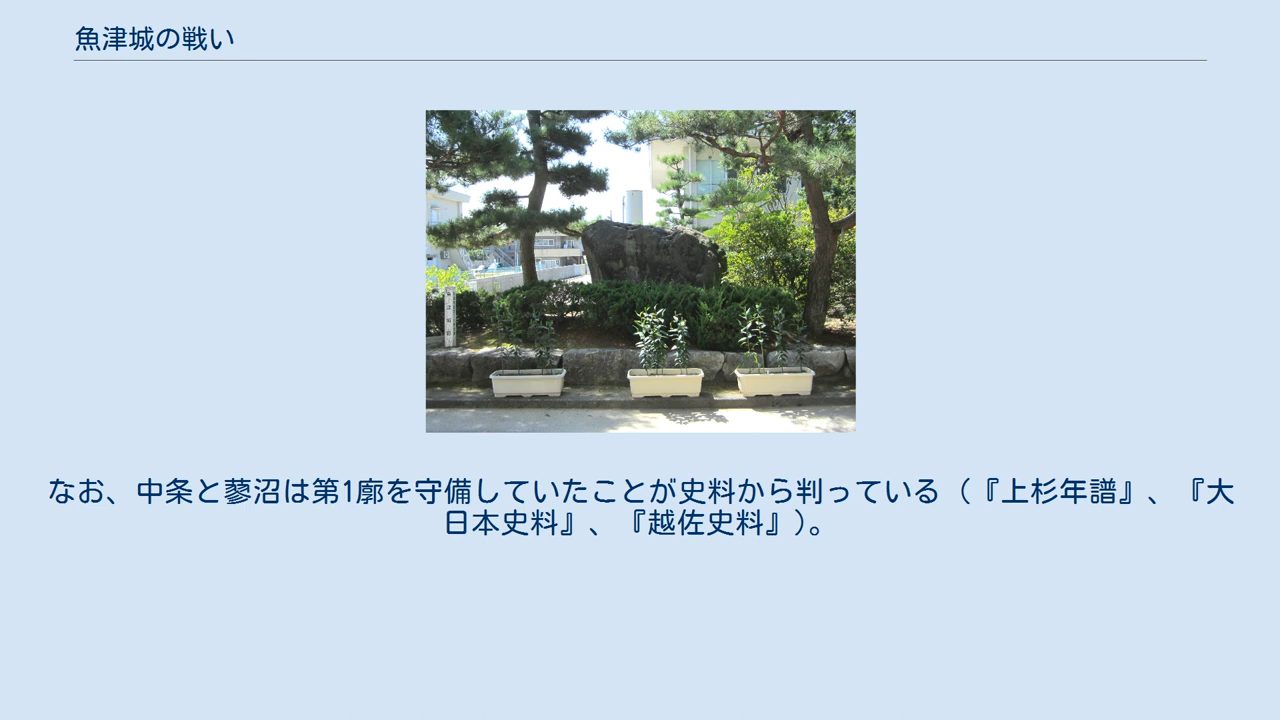 魚津城の戦い
なお、中条と蓼沼は第1廓を守備していたことが史料から判っている（『上杉年譜』、『大
日本史料』、『越佐史料』）。